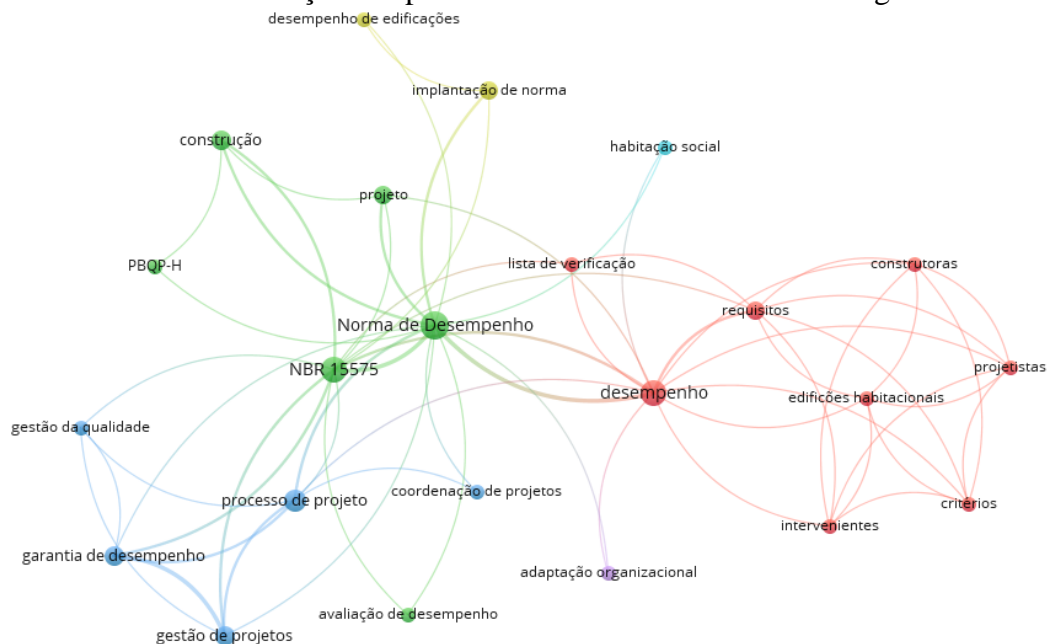 desempenho de edificações
implantação de norma
construção
habitação social
projeto
PBQP-H
lista de verificação
construtoras
requisitos
Norma de Desempenho
NBR 15575
projetistas
desempenho
edificões habitacionais
gestão da qualidade
processo de projeto
coordenação de projetos
critérios
intervenientes
garantia de desempenho
adaptação organizacional
avaliação de desempenho
gestão de projetos